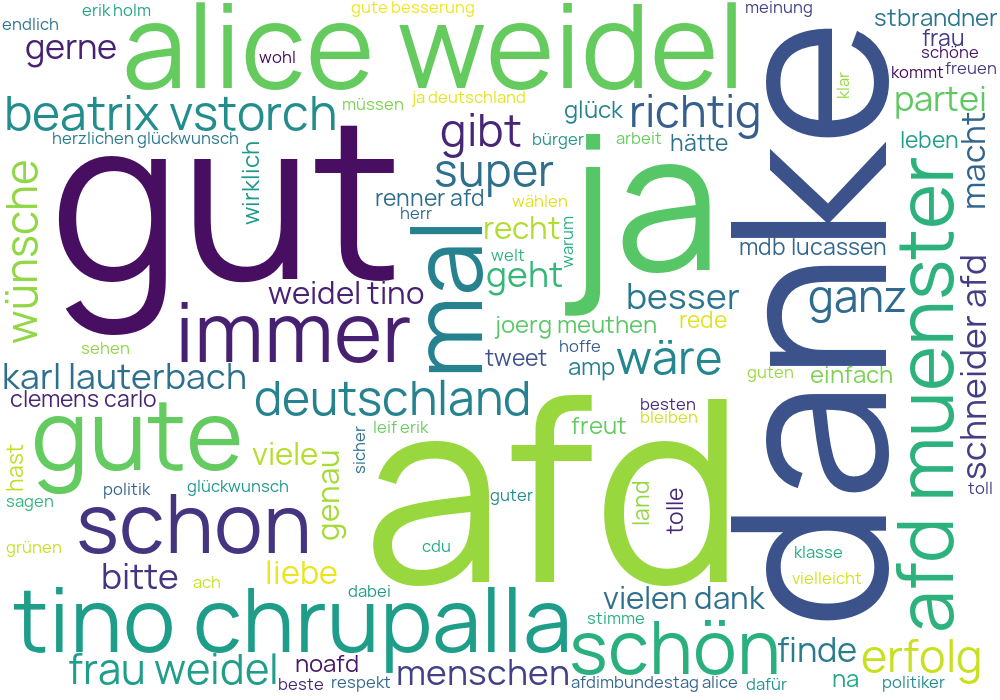 erik holm
gute besserung
meinung
endlich
gerne
wohl
alice weidel
stbrandner
frau
schöne
kommt
freuen
klar
beatrix vstorch
müssen
ja deutschland
glück
richtig
partei
herzlichen glückwunsch
gibt
bürger
arbeit
hätte
leben
macht
wünsche
wirklich
gut
super
ja
danke
renner afd
herr
wählen
mal
recht
warum
welt
geht
mdb lucassen
afd muenster
weidel tino
besser
ganz
immer
joerg meuthen
rede
schneider afd
sehen
tweet
hoffe
amp
wäre
karl lauterbach
guten
einfach
clemens carlo
deutschland
besten
bleiben
gute
leif erik
freut
hast
viele
genau
sicher
afd
politik
glückwunsch
guter
land
tolle
toll
sagen
schon
grünen
cdu
klasse
bitte
ach
liebe
vielleicht
dabei
vielen dank
tino chrupalla
stimme
schön
finde
erfolg
frau weidel
noafd
menschen
beste
respekt
afdimbundestag alice
dafür
na
politiker